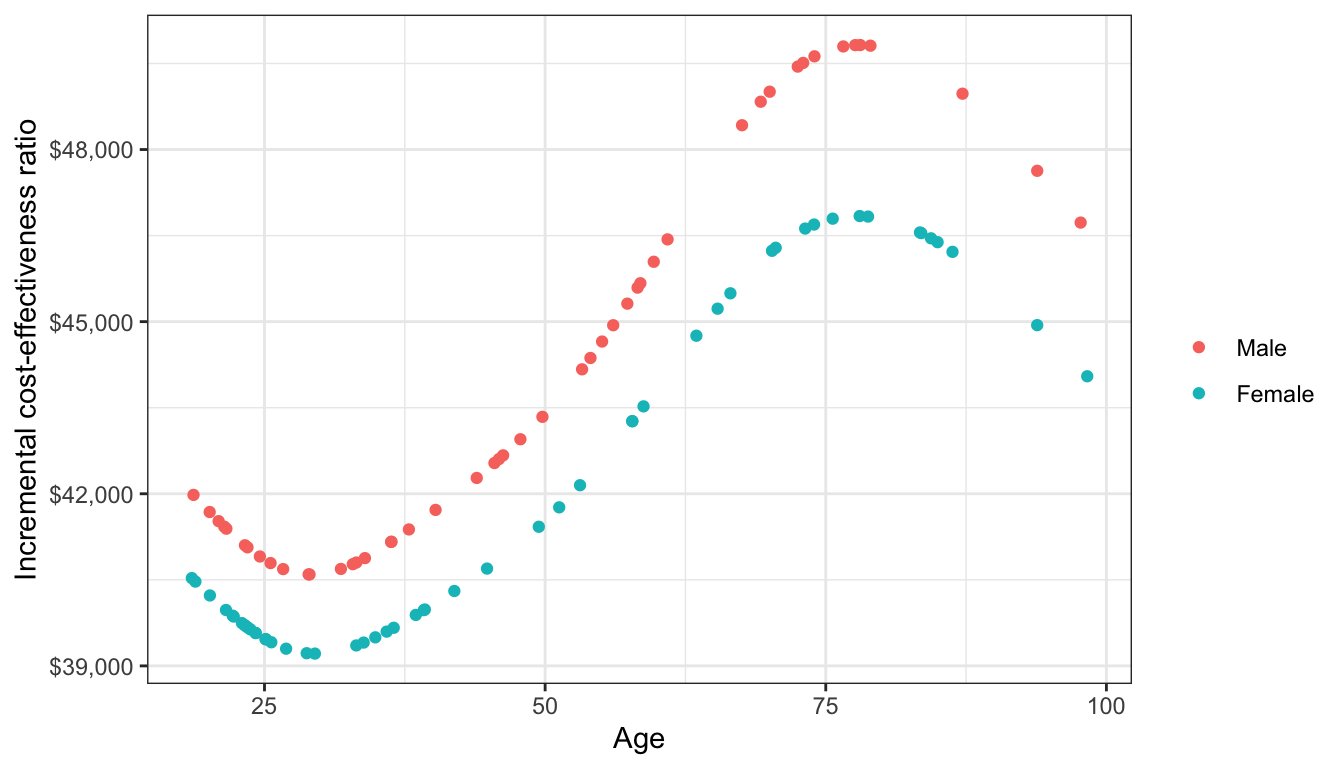 Incremental cost-effectiveness ratio
$48,000
$45,000
$42,000
$39,000
25 50 75 100
Age
Male
Female